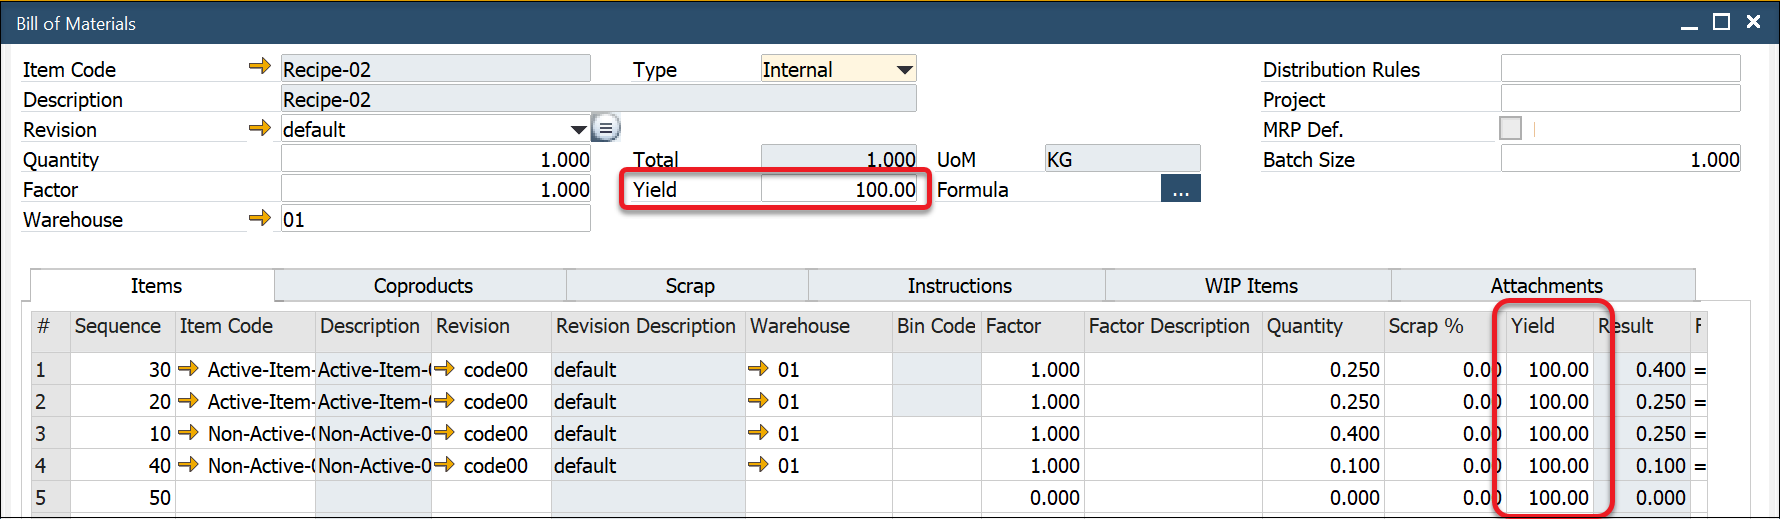 Bill of Materials
Item Code Recipe-02 Type Internal Distribution Rules
Description Recipe-02 Project
Revision default MRP Def.
Quantity 1.000 Total 1.000 UoM KG Batch Size 1.000
Factor 1.000 Yield 100.00 Formula ...
Warehouse 01
Items Coproducts Scrap Instructions WIP Items Attachments
# Sequence Item Code Description Revision Revision Description Warehouse Bin Code Factor Factor Description Quantity Scrap % Yield Result F
1 30 Active-Item- Active-Item-0 code00 default 01 1.000 0.250 0.00 100.00 0.400 =
2 20 Active-Item- Active-Item-0 code00 default 01 1.000 0.250 0.00 100.00 0.250 =
3 10 Non-Active-0 Non-Active-0 code00 default 01 1.000 0.400 0.00 100.00 0.250 =
4 40 Non-Active-0 Non-Active-0 code00 default 01 1.000 0.100 0.00 100.00 0.100 =
5 50 0.000 0.000 0.00 100.00 0.000